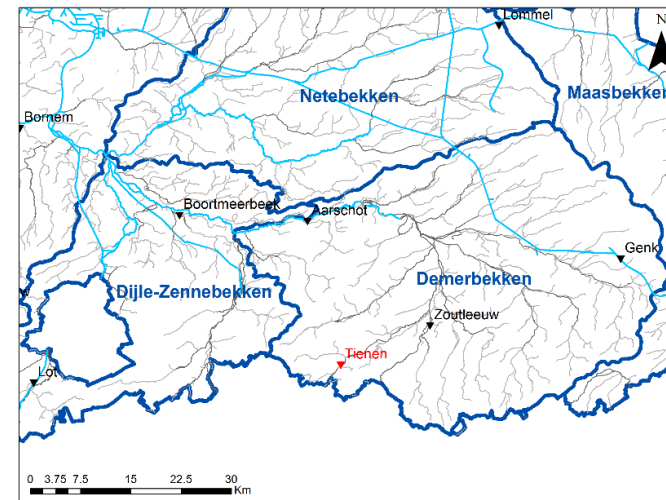 Lommel
N
Netebekken
Maasbekken
Bornem
Boortmeerbeek
Aarschot
Genk
Dijle-Zennebekken
Demerbekken
Zoutleeuw
Tienen
Lot
0 3.75 7.5 15 22.5 30
Km